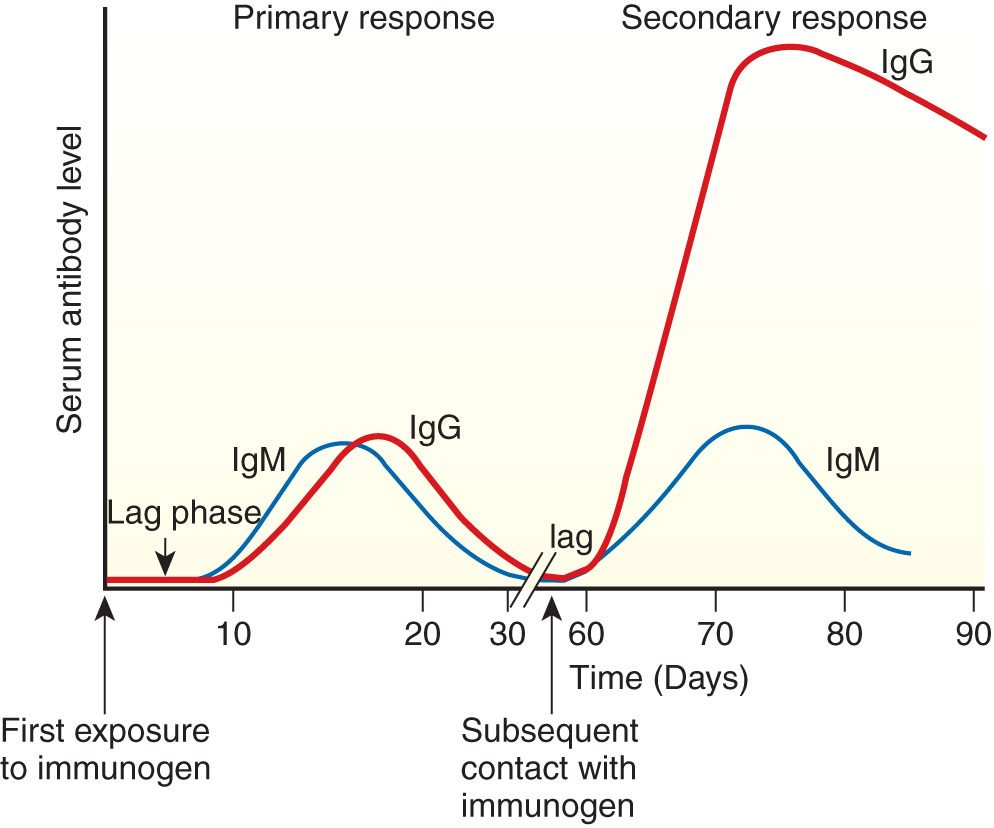 Primary response
Secondary response
IgG
Serum antibody level
IgM
IgG
IgM
Lag phase
lag
10
20
30
60
70
80
90
Time (Days)
First exposure
to immunogen
Subsequent
contact with
immunogen